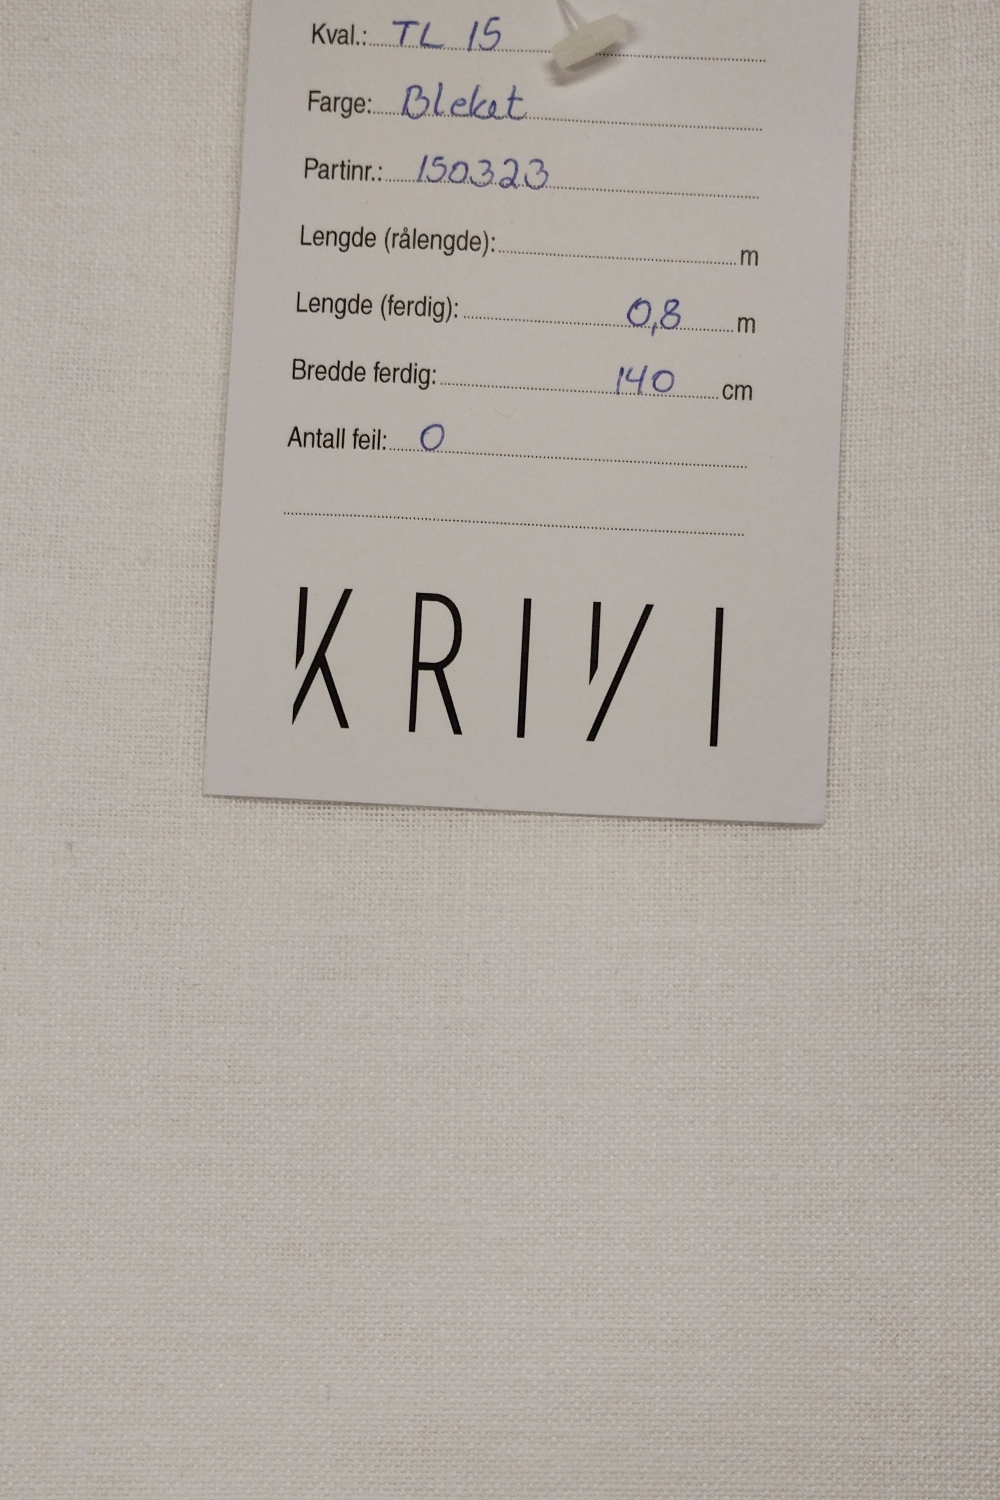 Kval.: TL 15
Farge: Bleket
Partinr.: 150323
Lengde (rålengde): m
Lengde (ferdig): 0,8 m
Bredde ferdig: 140 cm
Antall feil: 0
KRIVI